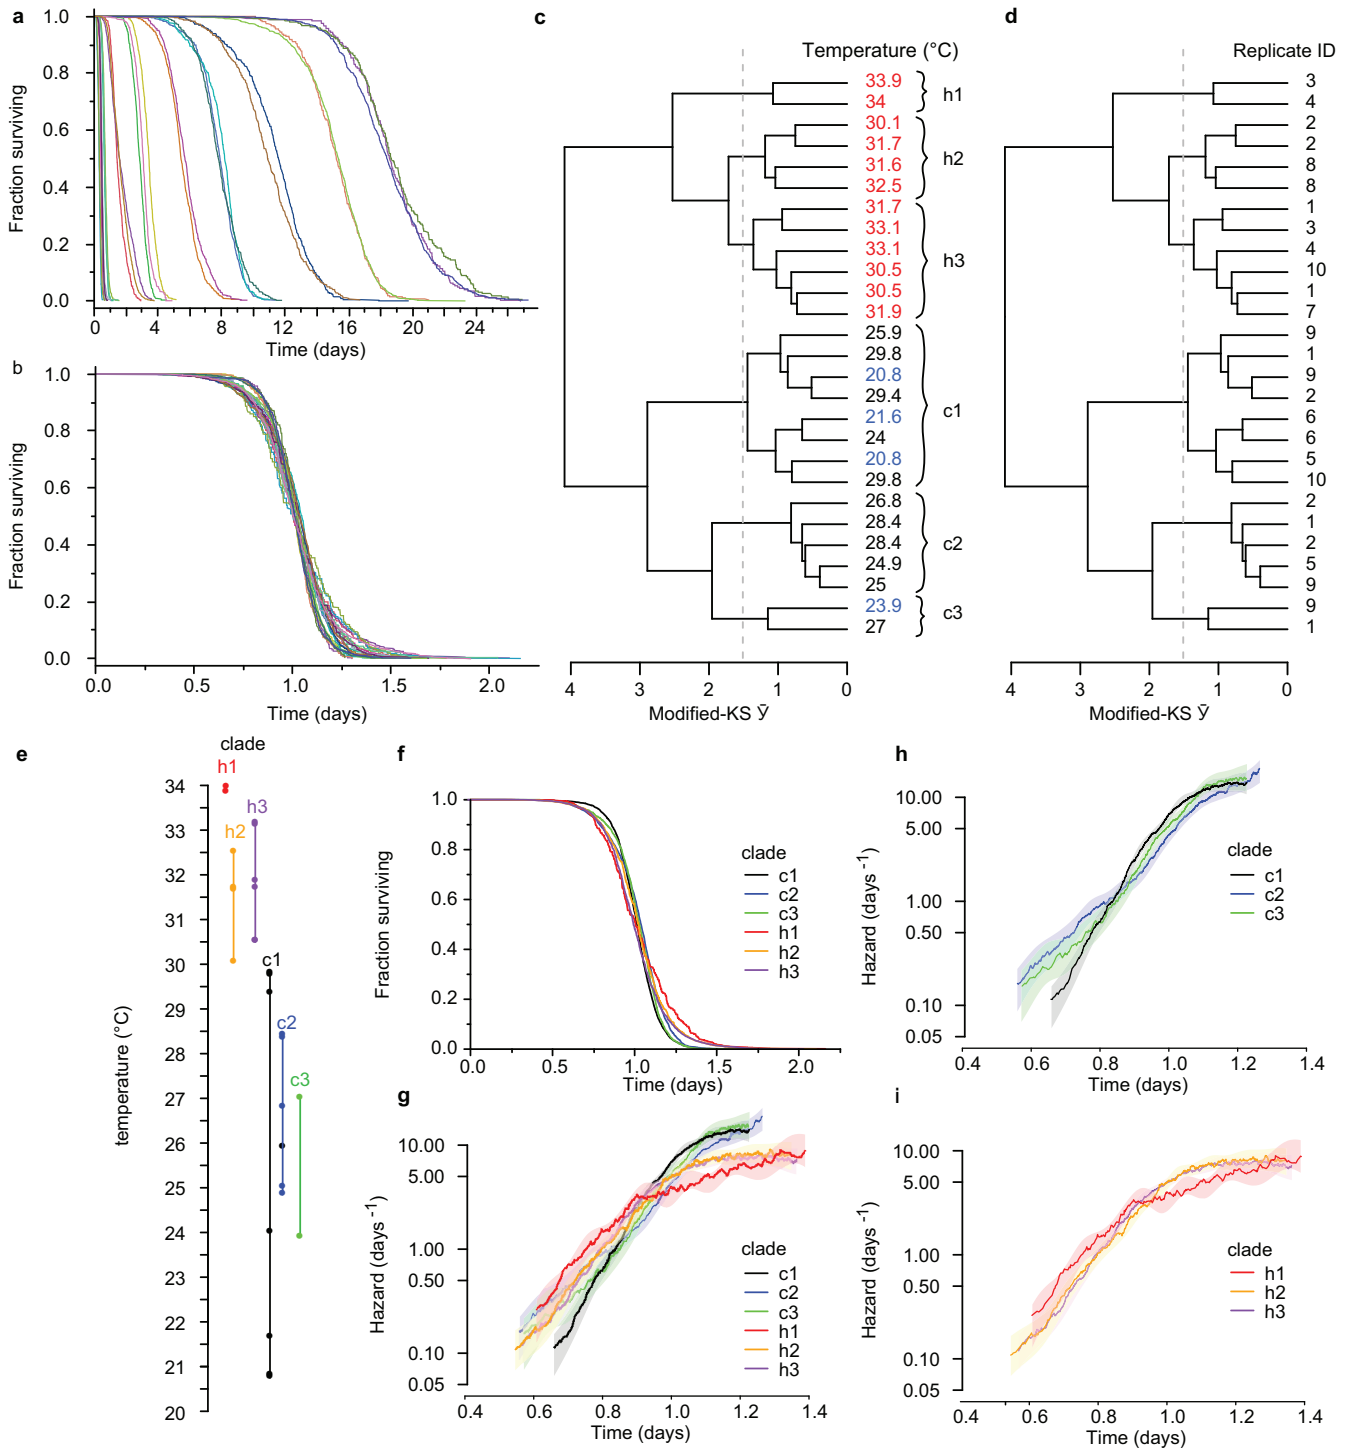 a
Fraction surviving
1.0
0.8
0.6
0.4
0.2
0.0
0 4 8 12 16 20 24
Time (days)
b
Fraction surviving
1.0
0.8
0.6
0.4
0.2
0.0
0.0 0.5 1.0 1.5 2.0
Time (days)
c
Temperature (°C)
33.9
34
h1
30.1
31.7
31.6
32.5
h2
31.7
33.1
33.1
30.5
30.5
31.9
h3
25.9
29.8
20.8
29.4
21.6
24
20.8
29.8
c1
26.8
28.4
28.4
24.9
25
c2
23.9
27
c3
4 3 2 1 0
Modified-KS Ȳ
d
Replicate ID
3
4
2
2
8
8
1
3
4
10
1
7
9
1
9
2
6
6
5
10
2
1
2
5
9
9
1
4 3 2 1 0
Modified-KS Ȳ
e
clade
h1
h2
h3
c1
c2
c3
temperature (°C)
34
33
32
31
30
29
28
27
26
25
24
23
22
21
20
f
Fraction surviving
1.0
0.8
0.6
0.4
0.2
0.0
0.0 0.5 1.0 1.5 2.0
Time (days)
clade
c1
c2
c3
h1
h2
h3
g
Hazard (days -1)
10.00
5.00
1.00
0.50
0.10
0.05
0.4 0.6 0.8 1.0 1.2 1.4
Time (days)
clade
c1
c2
c3
h1
h2
h3
h
Hazard (days -1)
10.00
5.00
1.00
0.50
0.10
0.05
0.4 0.6 0.8 1.0 1.2 1.4
Time (days)
clade
c1
c2
c3
i
Hazard (days -1)
10.00
5.00
1.00
0.50
0.10
0.05
0.4 0.6 0.8 1.0 1.2 1.4
Time (days)
clade
h1
h2
h3